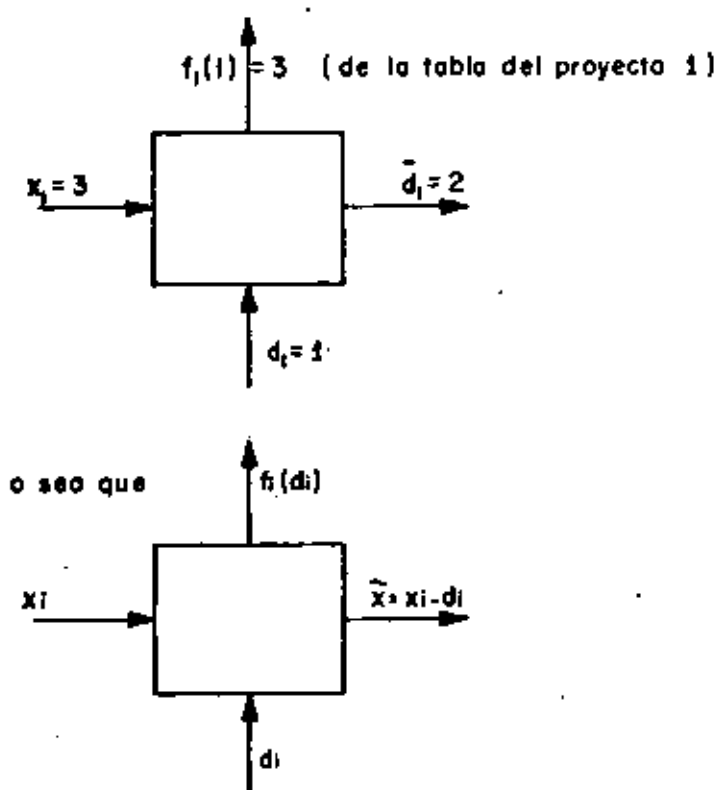 f₁(1) = 3 (de la tabla del proyecto 1)
x₁ = 3
d̄₁ = 2
d₁ = 1
o sea que
fi(di)
xi
x̃ = xi - di
di